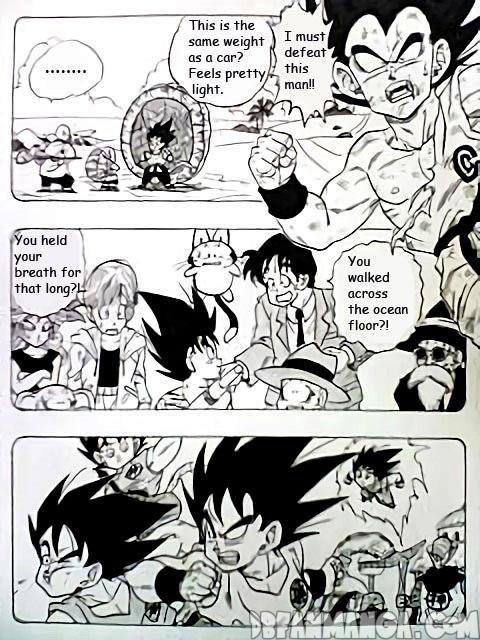 ........
This is the
same weight
as a car?
Feels pretty
light.
I must
defeat
this
man!!
You held
your
breath for
that long?!
You
walked
across
the ocean
floor?!
DBFANMANGA.COM